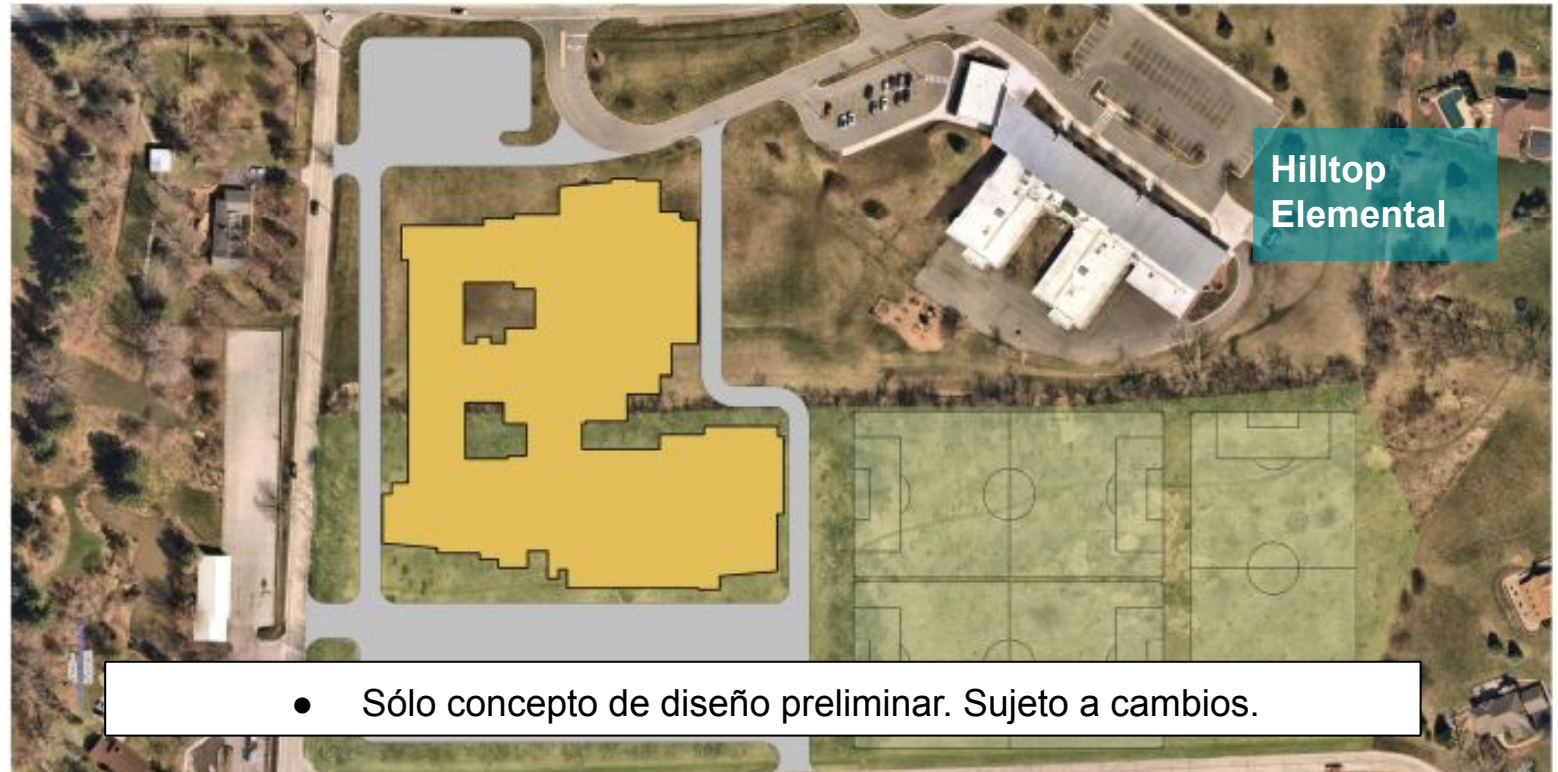 Hilltop
Elemental
● Sólo concepto de diseño preliminar. Sujeto a cambios.